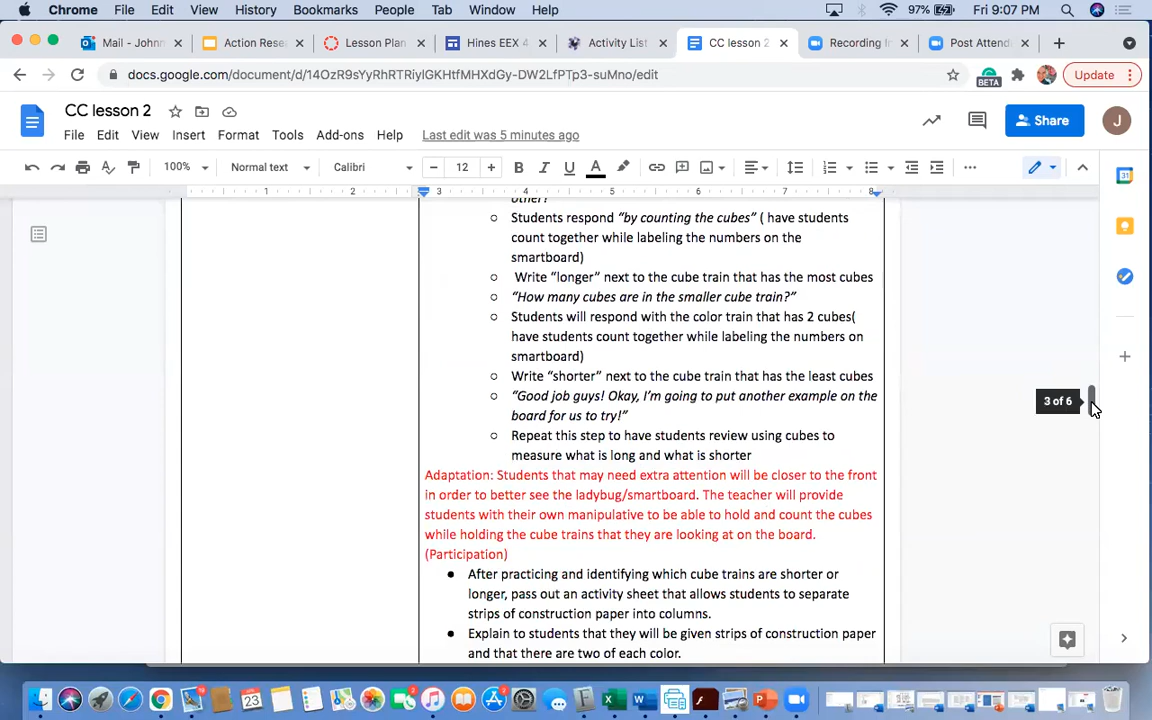 Chrome File Edit View History Bookmarks People Tab Window Help 97% Fri 9:07 PM
Mail - Johnn Action Rese Lesson Plan Hines EEX 4 Activity List CC lesson 2 Recording In Post Attend
docs.google.com/document/d/14OzR9sYyRhRTRiylGKHtfMHXdGy-DW2LfPTp3-suMno/edit BETA Update
CC lesson 2
File Edit View Insert Format Tools Add-ons Help Last edit was 5 minutes ago Share J
100% Normal text Calibri 12 B I U A
1 2 3 4 5 6 7 8
other?
Students respond “by counting the cubes” ( have students
count together while labeling the numbers on the
smartboard)
Write “longer” next to the cube train that has the most cubes
“How many cubes are in the smaller cube train?”
Students will respond with the color train that has 2 cubes(
have students count together while labeling the numbers on
smartboard)
Write “shorter” next to the cube train that has the least cubes
3 of 6
“Good job guys! Okay, I’m going to put another example on the
board for us to try!”
Repeat this step to have students review using cubes to
measure what is long and what is shorter
Adaptation: Students that may need extra attention will be closer to the front
in order to better see the ladybug/smartboard. The teacher will provide
students with their own manipulative to be able to hold and count the cubes
while holding the cube trains that they are looking at on the board.
(Participation)
After practicing and identifying which cube trains are shorter or
longer, pass out an activity sheet that allows students to separate
strips of construction paper into columns.
Explain to students that they will be given strips of construction paper
and that there are two of each color.